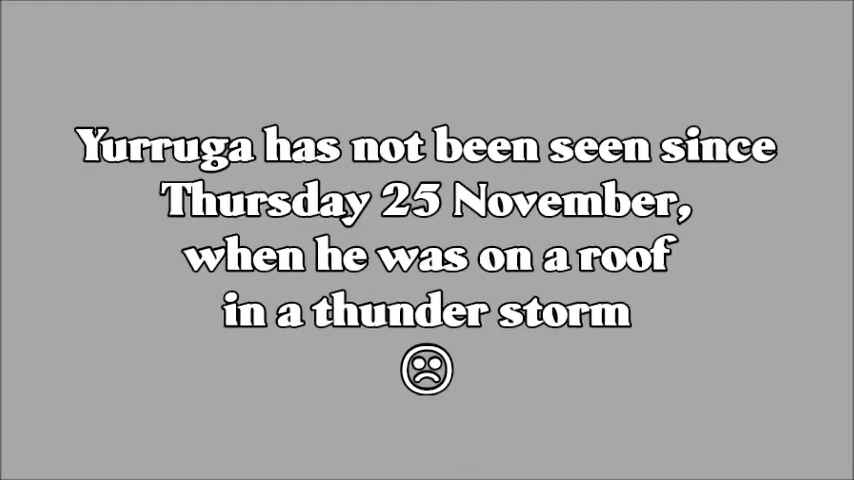 Yurruga has not been seen since
Thursday 25 November,
when he was on a roof
in a thunder storm
☹